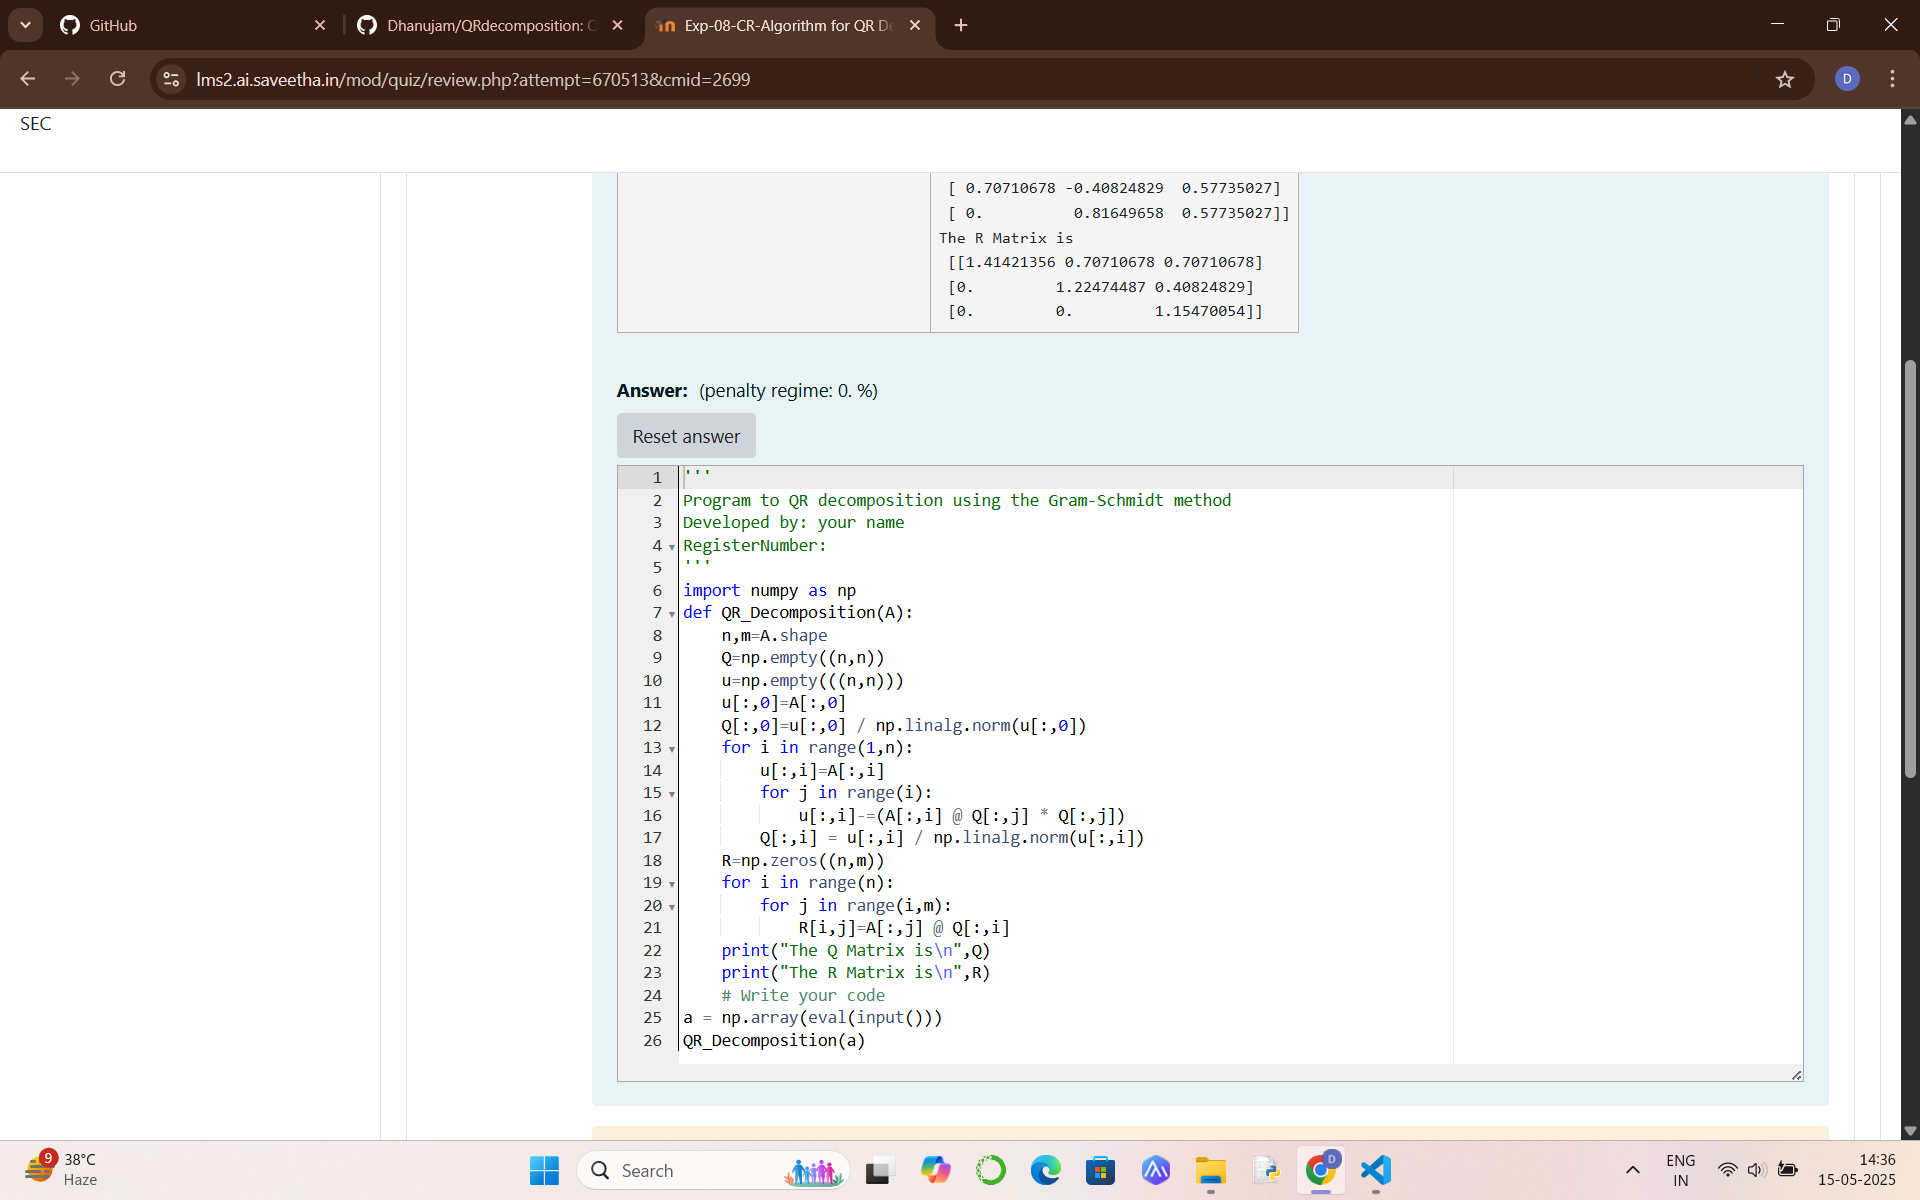 GitHub
Dhanujam/QRdecomposition:
Exp-08-CR-Algorithm for QR De
lms2.ai.saveetha.in/mod/quiz/review.php?attempt=670513&cmid=2699
D
SEC
[ 0.70710678 -0.40824829  0.57735027]
[ 0.          0.81649658  0.57735027]]
The R Matrix is
[[1.41421356 0.70710678 0.70710678]
[0.         1.22474487 0.40824829]
[0.         0.         1.15470054]]
Answer: (penalty regime: 0. %)
Reset answer
1 '''
2 Program to QR decomposition using the Gram-Schmidt method
3 Developed by: your name
4 RegisterNumber:
5 '''
6 import numpy as np
7 def QR_Decomposition(A):
8     n,m=A.shape
9     Q=np.empty((n,n))
10     u=np.empty(((n,n)))
11     u[:,0]=A[:,0]
12     Q[:,0]=u[:,0] / np.linalg.norm(u[:,0])
13     for i in range(1,n):
14         u[:,i]=A[:,i]
15         for j in range(i):
16             u[:,i]-=(A[:,i] @ Q[:,j] * Q[:,j])
17         Q[:,i] = u[:,i] / np.linalg.norm(u[:,i])
18     R=np.zeros((n,m))
19     for i in range(n):
20         for j in range(i,m):
21             R[i,j]=A[:,j] @ Q[:,i]
22     print("The Q Matrix is\n",Q)
23     print("The R Matrix is\n",R)
24     # Write your code
25 a = np.array(eval(input()))
26 QR_Decomposition(a)
9
38°C
Haze
Search
D
ENG
IN
14:36
15-05-2025